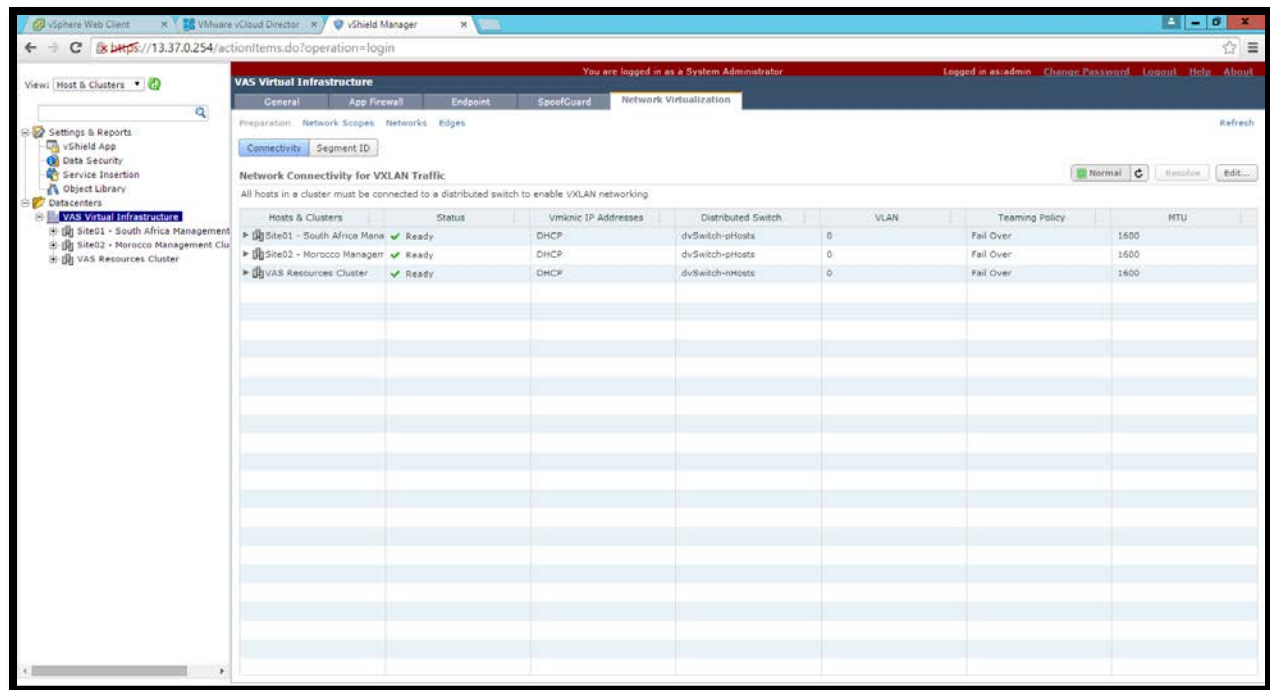 vSphere Web Client
VMware vCloud Director
vShield Manager
https://13.37.0.254/actionItems.do?operation=login
View: Host & Clusters
Settings & Reports
vShield App
Data Security
Service Insertion
Object Library
Datacenters
VAS Virtual Infrastructure
Site01 - South Africa Management
Site02 - Morocco Management Clu
VAS Resources Cluster
You are logged in as a System Administrator
Logged in as:admin Change Password Logout Help About
VAS Virtual Infrastructure
General App Firewall Endpoint SpoofGuard Network Virtualization
Preparation Network Scopes Networks Edges Refresh
Connectivity Segment ID
Network Connectivity for VXLAN Traffic Normal Resolve Edit...
All hosts in a cluster must be connected to a distributed switch to enable VXLAN networking
Hosts & Clusters Status Vmknic IP Addresses Distributed Switch VLAN Teaming Policy MTU
Site01 - South Africa Mana Ready DHCP dvSwitch-pHosts 0 Fail Over 1600
Site02 - Morocco Managem Ready DHCP dvSwitch-pHosts 0 Fail Over 1600
VAS Resources Cluster Ready DHCP dvSwitch-nHosts 0 Fail Over 1600